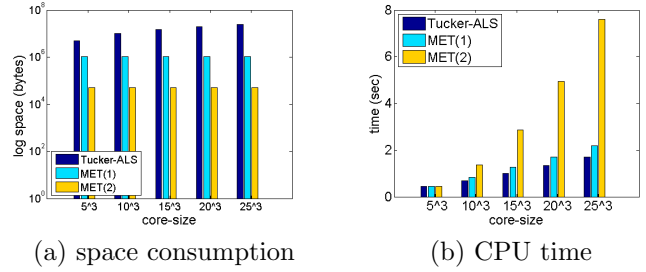 10^8
10^6
10^4
10^2
10^0
log space (bytes)
Tucker-ALS
MET(1)
MET(2)
5^3 10^3 15^3 20^3 25^3
core-size
(a) space consumption
8
6
4
2
0
time (sec)
Tucker-ALS
MET(1)
MET(2)
5^3 10^3 15^3 20^3 25^3
core-size
(b) CPU time